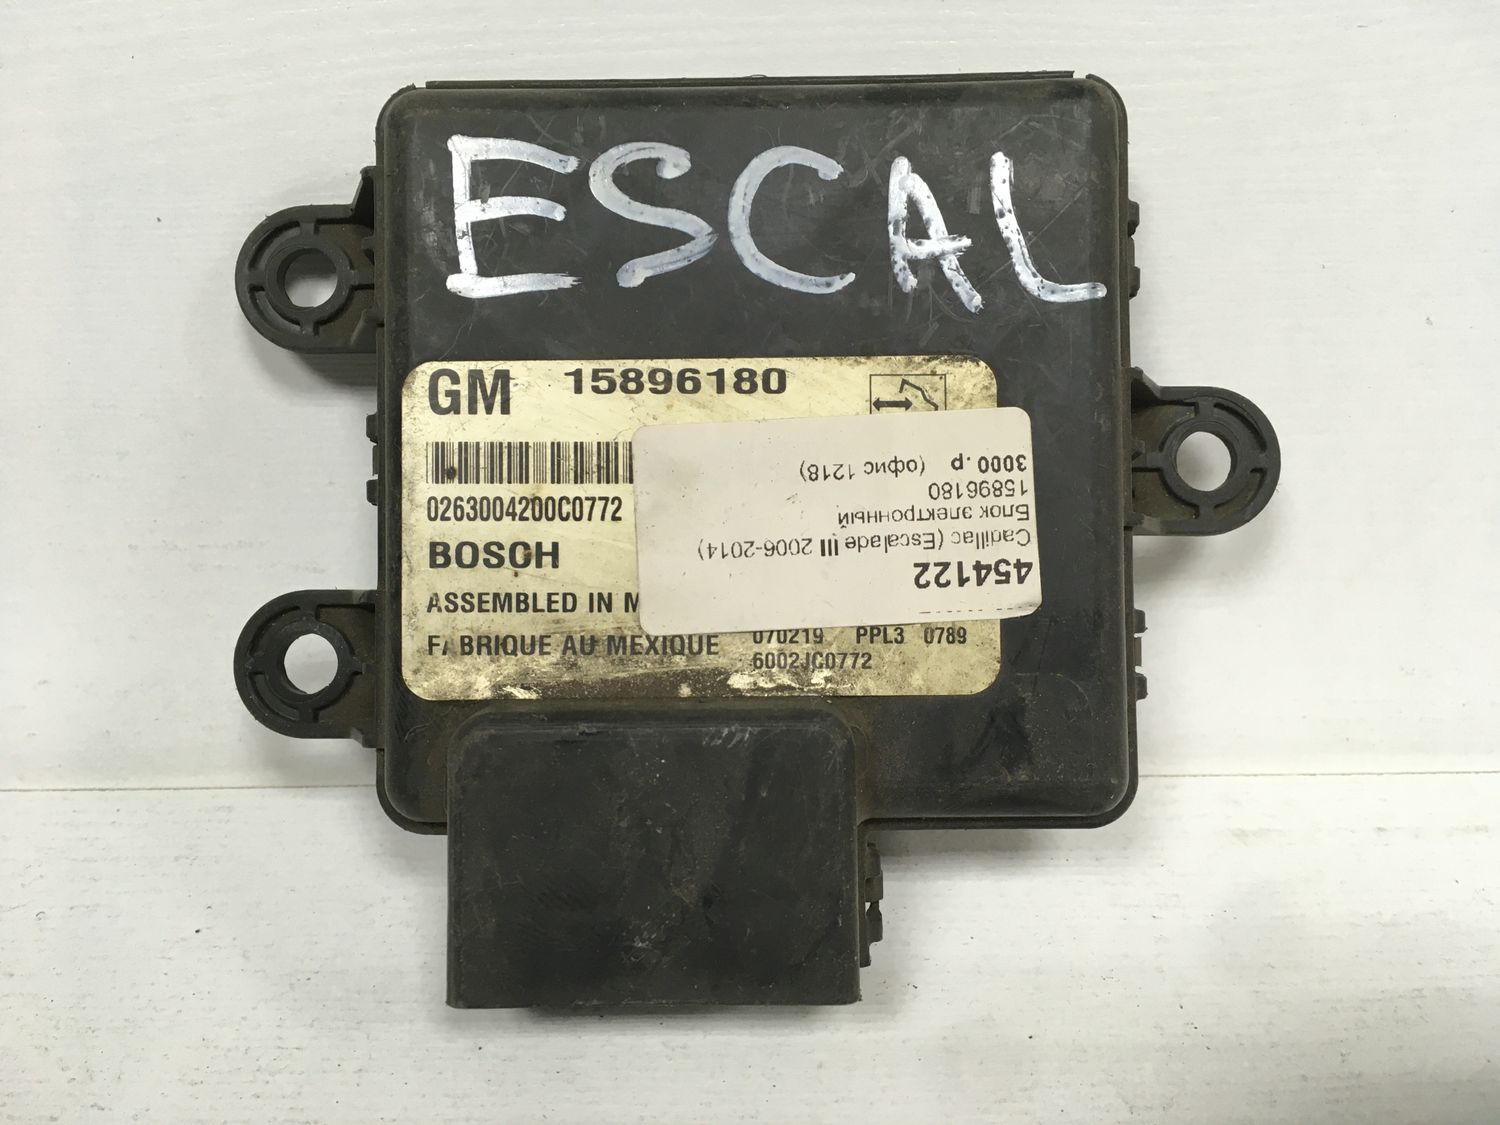 ESCAL
GM 15896180
0263004200C0772
BOSCH
ASSEMBLED IN M
FABRIQUE AU MEXIQUE
070219 PPL3 0789
6002JC0772
454122
Cadillac (Escalade III 2006-2014)
Блок электронный
15896180
3000.р (офис 1218)